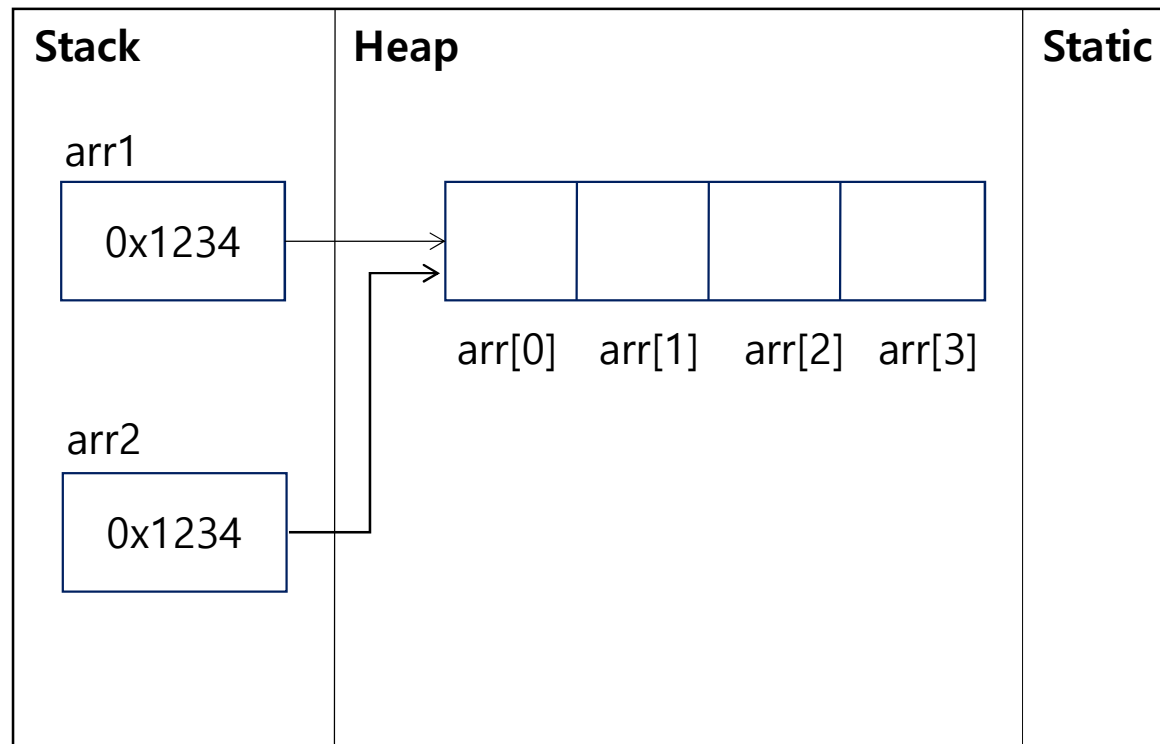 Stack
Heap
Static
arr1
0x1234
arr[0]
arr[1]
arr[2]
arr[3]
arr2
0x1234